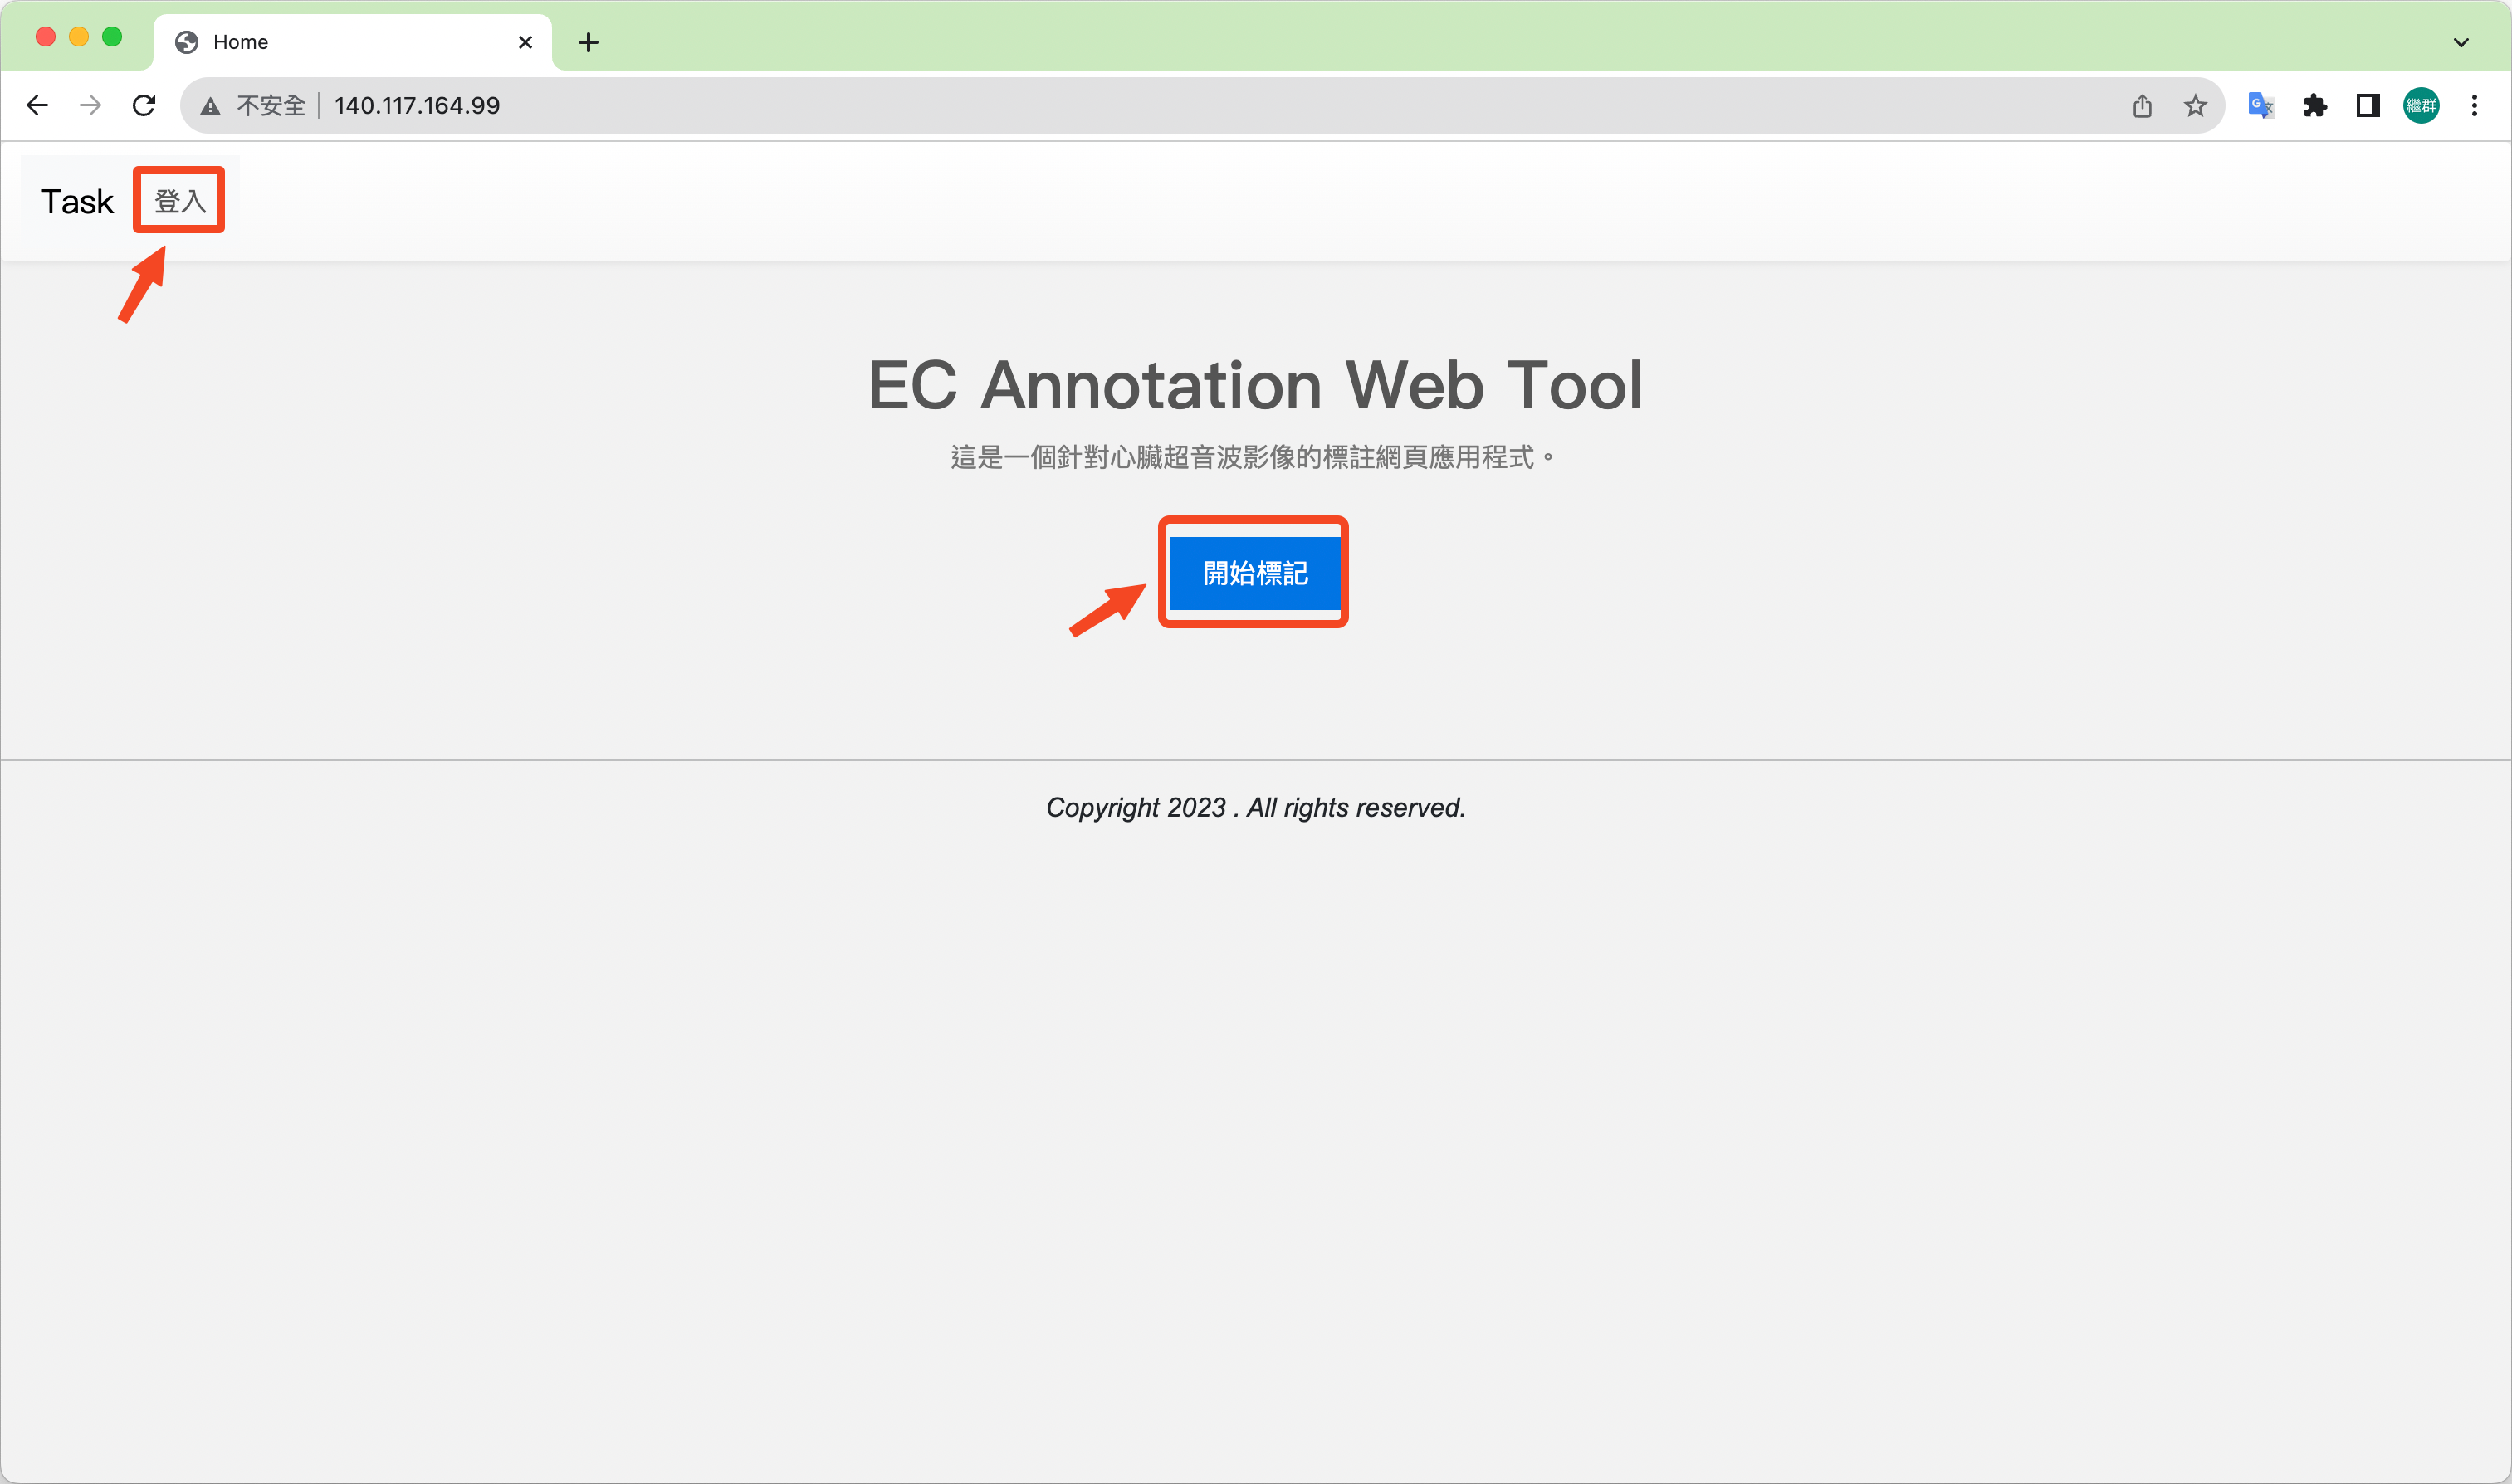 Home
不安全 140.117.164.99
繼群
Task 登入
EC Annotation Web Tool
這是一個針對心臟超音波影像的標註網頁應用程式。
開始標記
Copyright 2023 . All rights reserved.